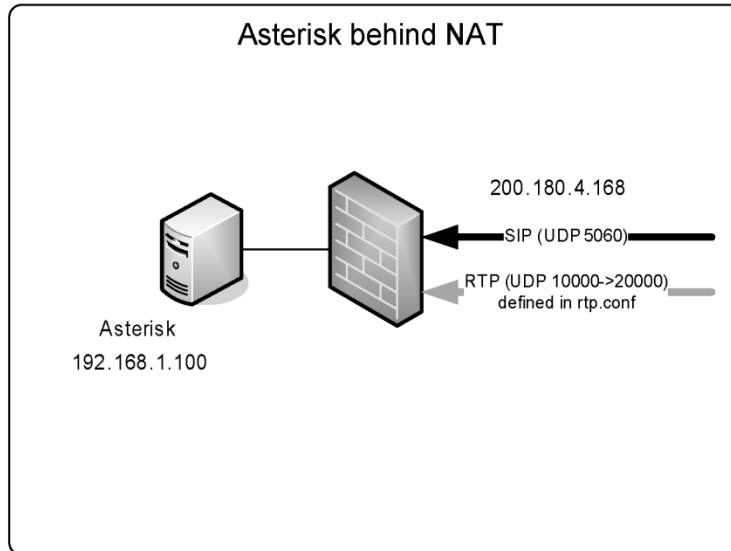 Asterisk behind NAT
200.180.4.168
SIP (UDP 5060)
RTP (UDP 10000->20000)
defined in rtp.conf
Asterisk
192.168.1.100